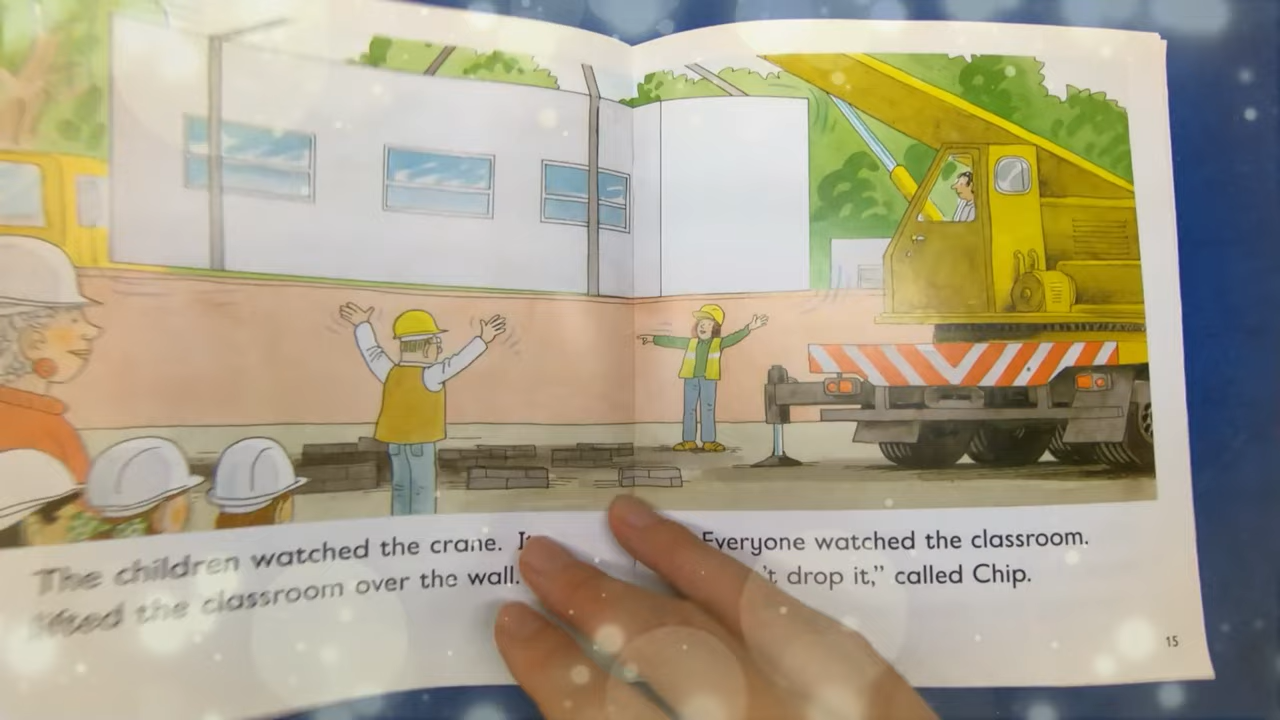 The children watched the crane. It
lifted the classroom over the wall.
Everyone watched the classroom.
't drop it," called Chip.
15